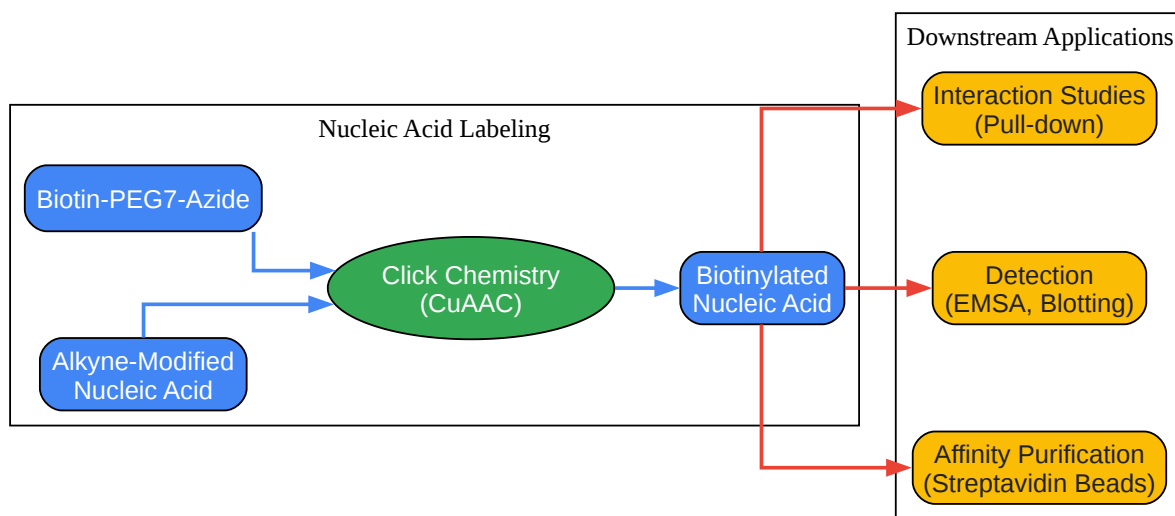 Nucleic Acid Labeling
Biotin-PEG7-Azide
Alkyne-Modified
Nucleic Acid
Click Chemistry
(CuAAC)
Biotinylated
Nucleic Acid
Downstream Applications
Interaction Studies
(Pull-down)
Detection
(EMSA, Blotting)
Affinity Purification
(Streptavidin Beads)